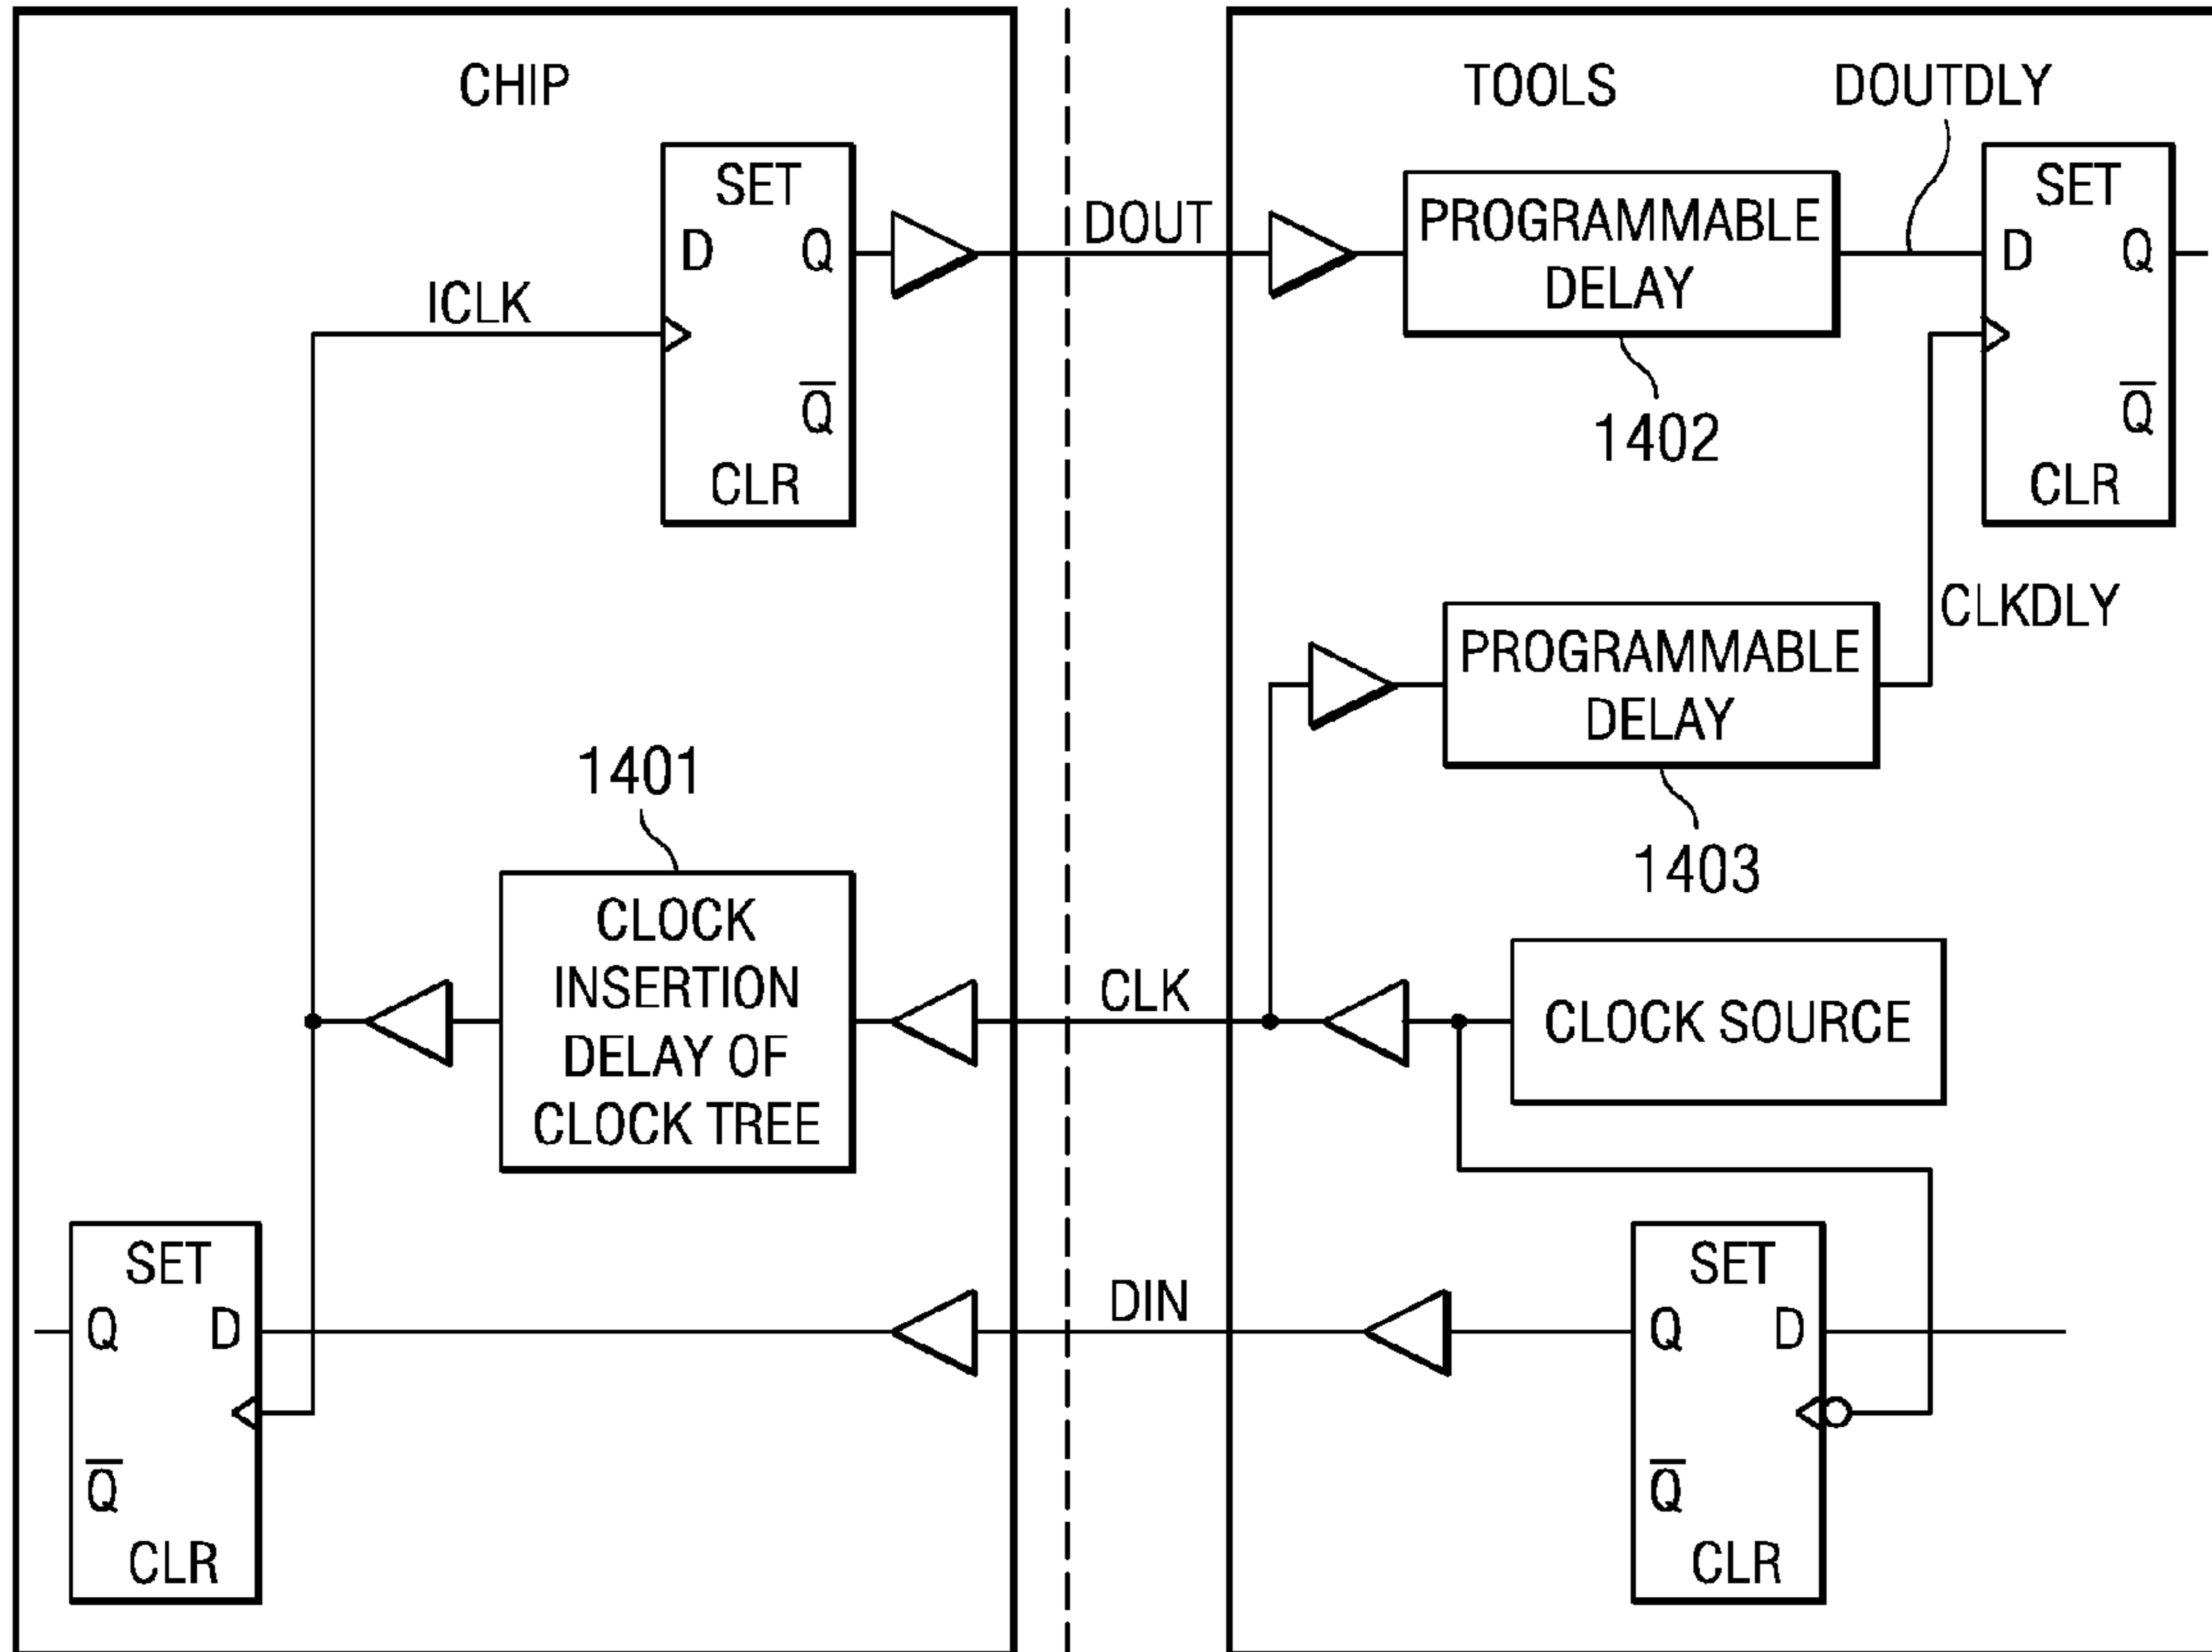 CHIP
TOOLS
DOUTDLY
SET
D Q
Q̅
CLR
ICLK
DOUT
PROGRAMMABLE
DELAY
1402
SET
D Q
Q̅
CLR
CLKDLY
PROGRAMMABLE
DELAY
1403
1401
CLOCK
INSERTION
DELAY OF
CLOCK TREE
CLK
CLOCK SOURCE
SET
Q D
Q̅
CLR
DIN
SET
Q D
Q̅
CLR